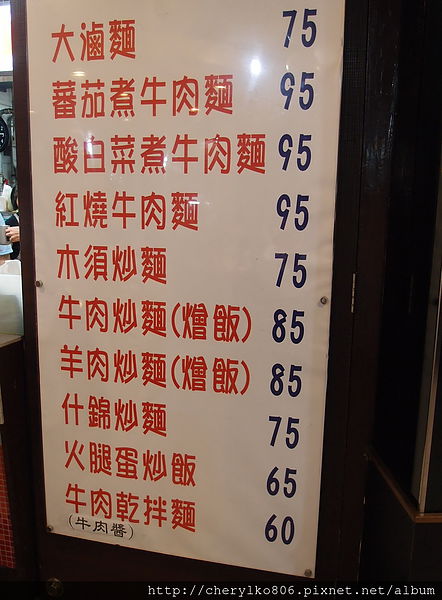 大滷麵 75
蕃茄煮牛肉麵 95
酸白菜煮牛肉麵 95
紅燒牛肉麵 95
木須炒麵 75
牛肉炒麵(燴飯) 85
羊肉炒麵(燴飯) 85
什錦炒麵 75
火腿蛋炒飯 65
牛肉乾拌麵 60
(牛肉醬)
http://cherylko806.pixnet.net/album